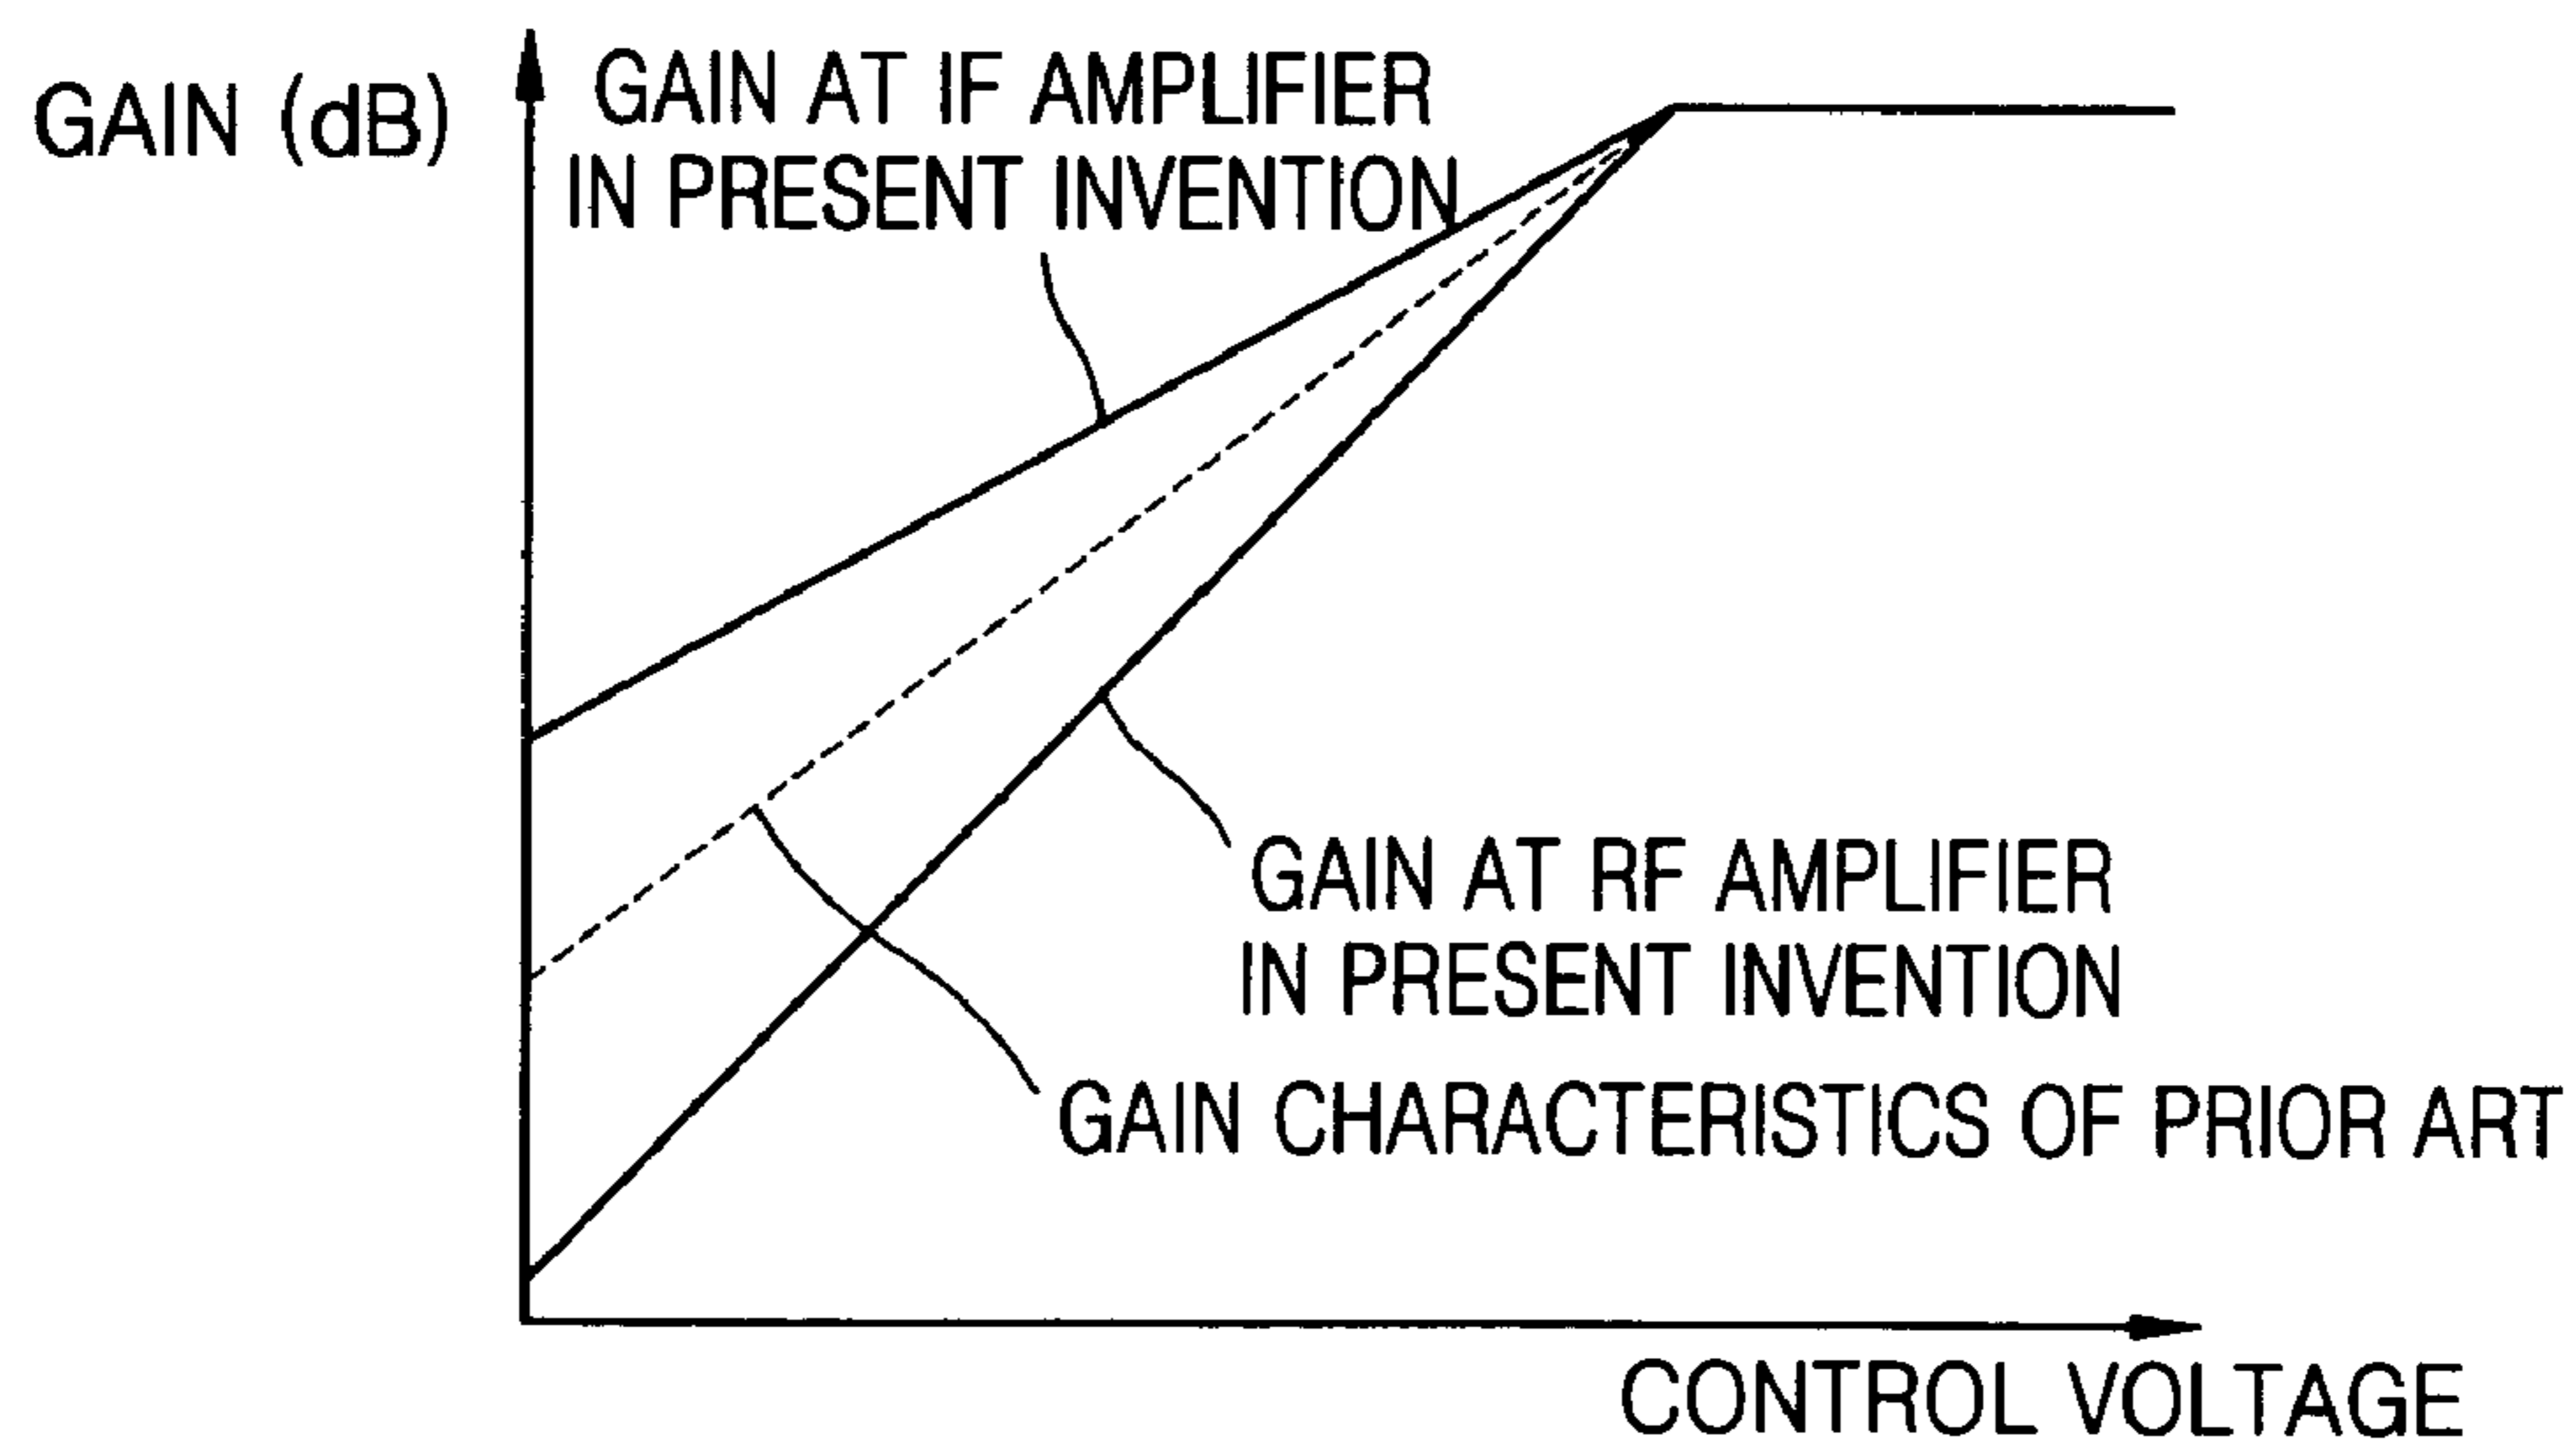 GAIN (dB)
GAIN AT IF AMPLIFIER
IN PRESENT INVENTION
GAIN AT RF AMPLIFIER
IN PRESENT INVENTION
GAIN CHARACTERISTICS OF PRIOR ART
CONTROL VOLTAGE